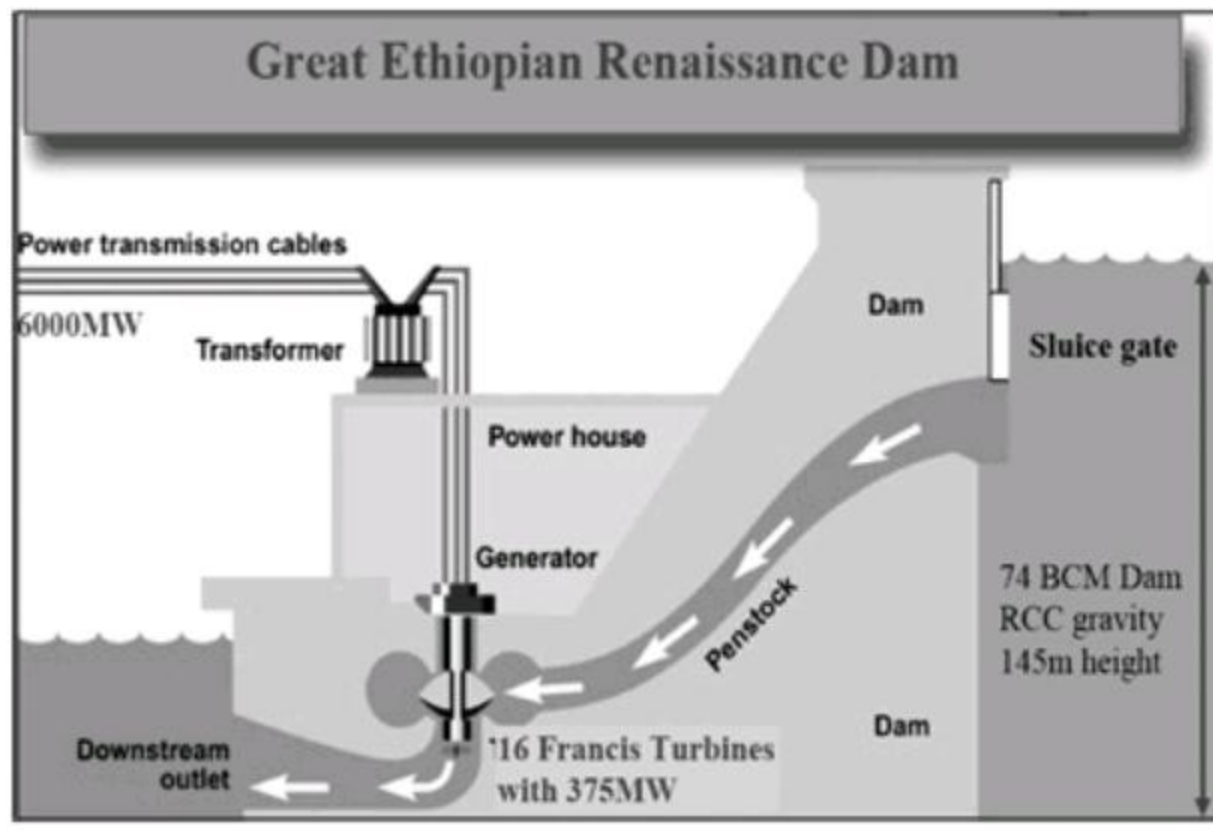 Great Ethiopian Renaissance Dam
Power transmission cables
6000MW
Transformer
Dam
Sluice gate
Power house
Generator
Penstock
74 BCM Dam
RCC gravity
145m height
Dam
'16 Francis Turbines
with 375MW
Downstream
outlet